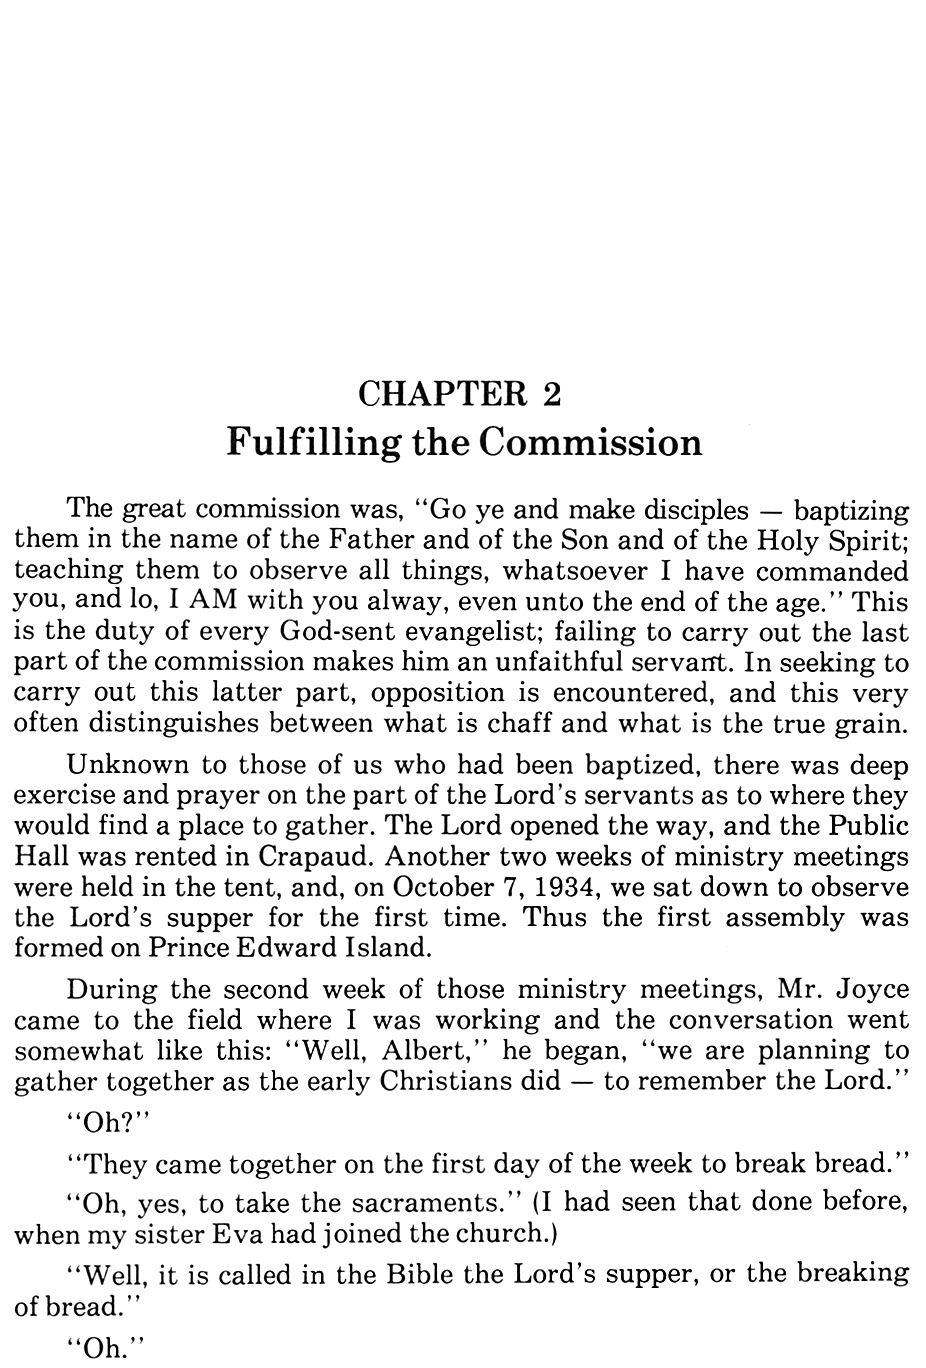 CHAPTER 2
Fulfilling the Commission
The great commission was, “Go ye and make disciples — baptizing
them in the name of the Father and of the Son and of the Holy Spirit;
teaching them to observe all things, whatsoever I have commanded
you, and lo, I AM with you alway, even unto the end of the age.” This
is the duty of every God-sent evangelist; failing to carry out the last
part of the commission makes him an unfaithful servant. In seeking to
carry out this latter part, opposition is encountered, and this very
often distinguishes between what is chaff and what is the true grain.
Unknown to those of us who had been baptized, there was deep
exercise and prayer on the part of the Lord’s servants as to where they
would find a place to gather. The Lord opened the way, and the Public
Hall was rented in Crapaud. Another two weeks of ministry meetings
were held in the tent, and, on October 7, 1934, we sat down to observe
the Lord’s supper for the first time. Thus the first assembly was
formed on Prince Edward Island.
During the second week of those ministry meetings, Mr. Joyce
came to the field where I was working and the conversation went
somewhat like this: “Well, Albert,” he began, “we are planning to
gather together as the early Christians did — to remember the Lord.”
“Oh?”
“They came together on the first day of the week to break bread.”
“Oh, yes, to take the sacraments.” (I had seen that done before,
when my sister Eva had joined the church.)
“Well, it is called in the Bible the Lord’s supper, or the breaking
of bread.”
“Oh.”